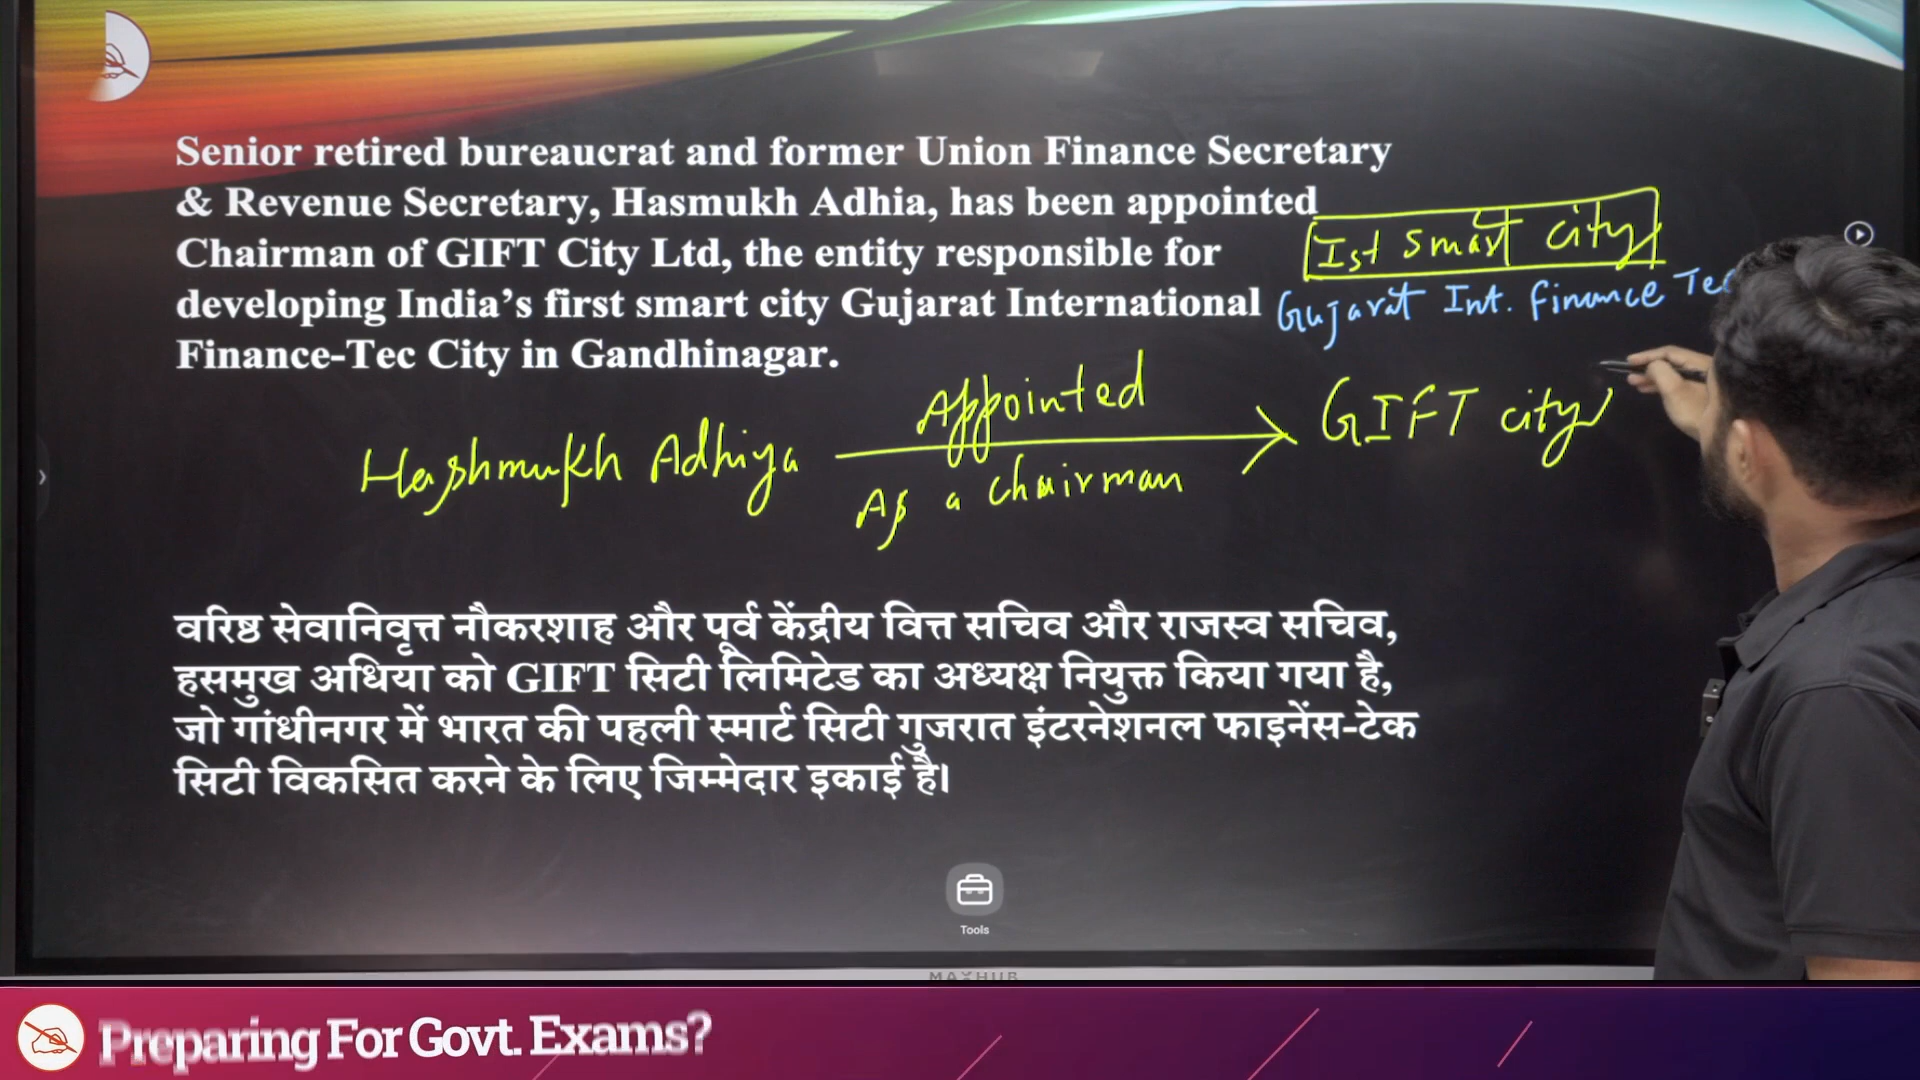 Senior retired bureaucrat and former Union Finance Secretary
& Revenue Secretary, Hasmukh Adhia, has been appointed
Chairman of GIFT City Ltd, the entity responsible for
developing India’s first smart city Gujarat International
Finance-Tec City in Gandhinagar.
Ist Smart city
Gujarat Int. finance Tec
Hashmukh Adhiya
Appointed
As a Chairman
GIFT city
वरिष्ठ सेवानिवृत्त नौकरशाह और पूर्व केंद्रीय वित्त सचिव और राजस्व सचिव,
हसमुख अधिया को GIFT सिटी लिमिटेड का अध्यक्ष नियुक्त किया गया है,
जो गांधीनगर में भारत की पहली स्मार्ट सिटी गुजरात इंटरनेशनल फाइनेंस-टेक
सिटी विकसित करने के लिए जिम्मेदार इकाई है।
Tools
MAXHUB
Preparing For Govt. Exams?